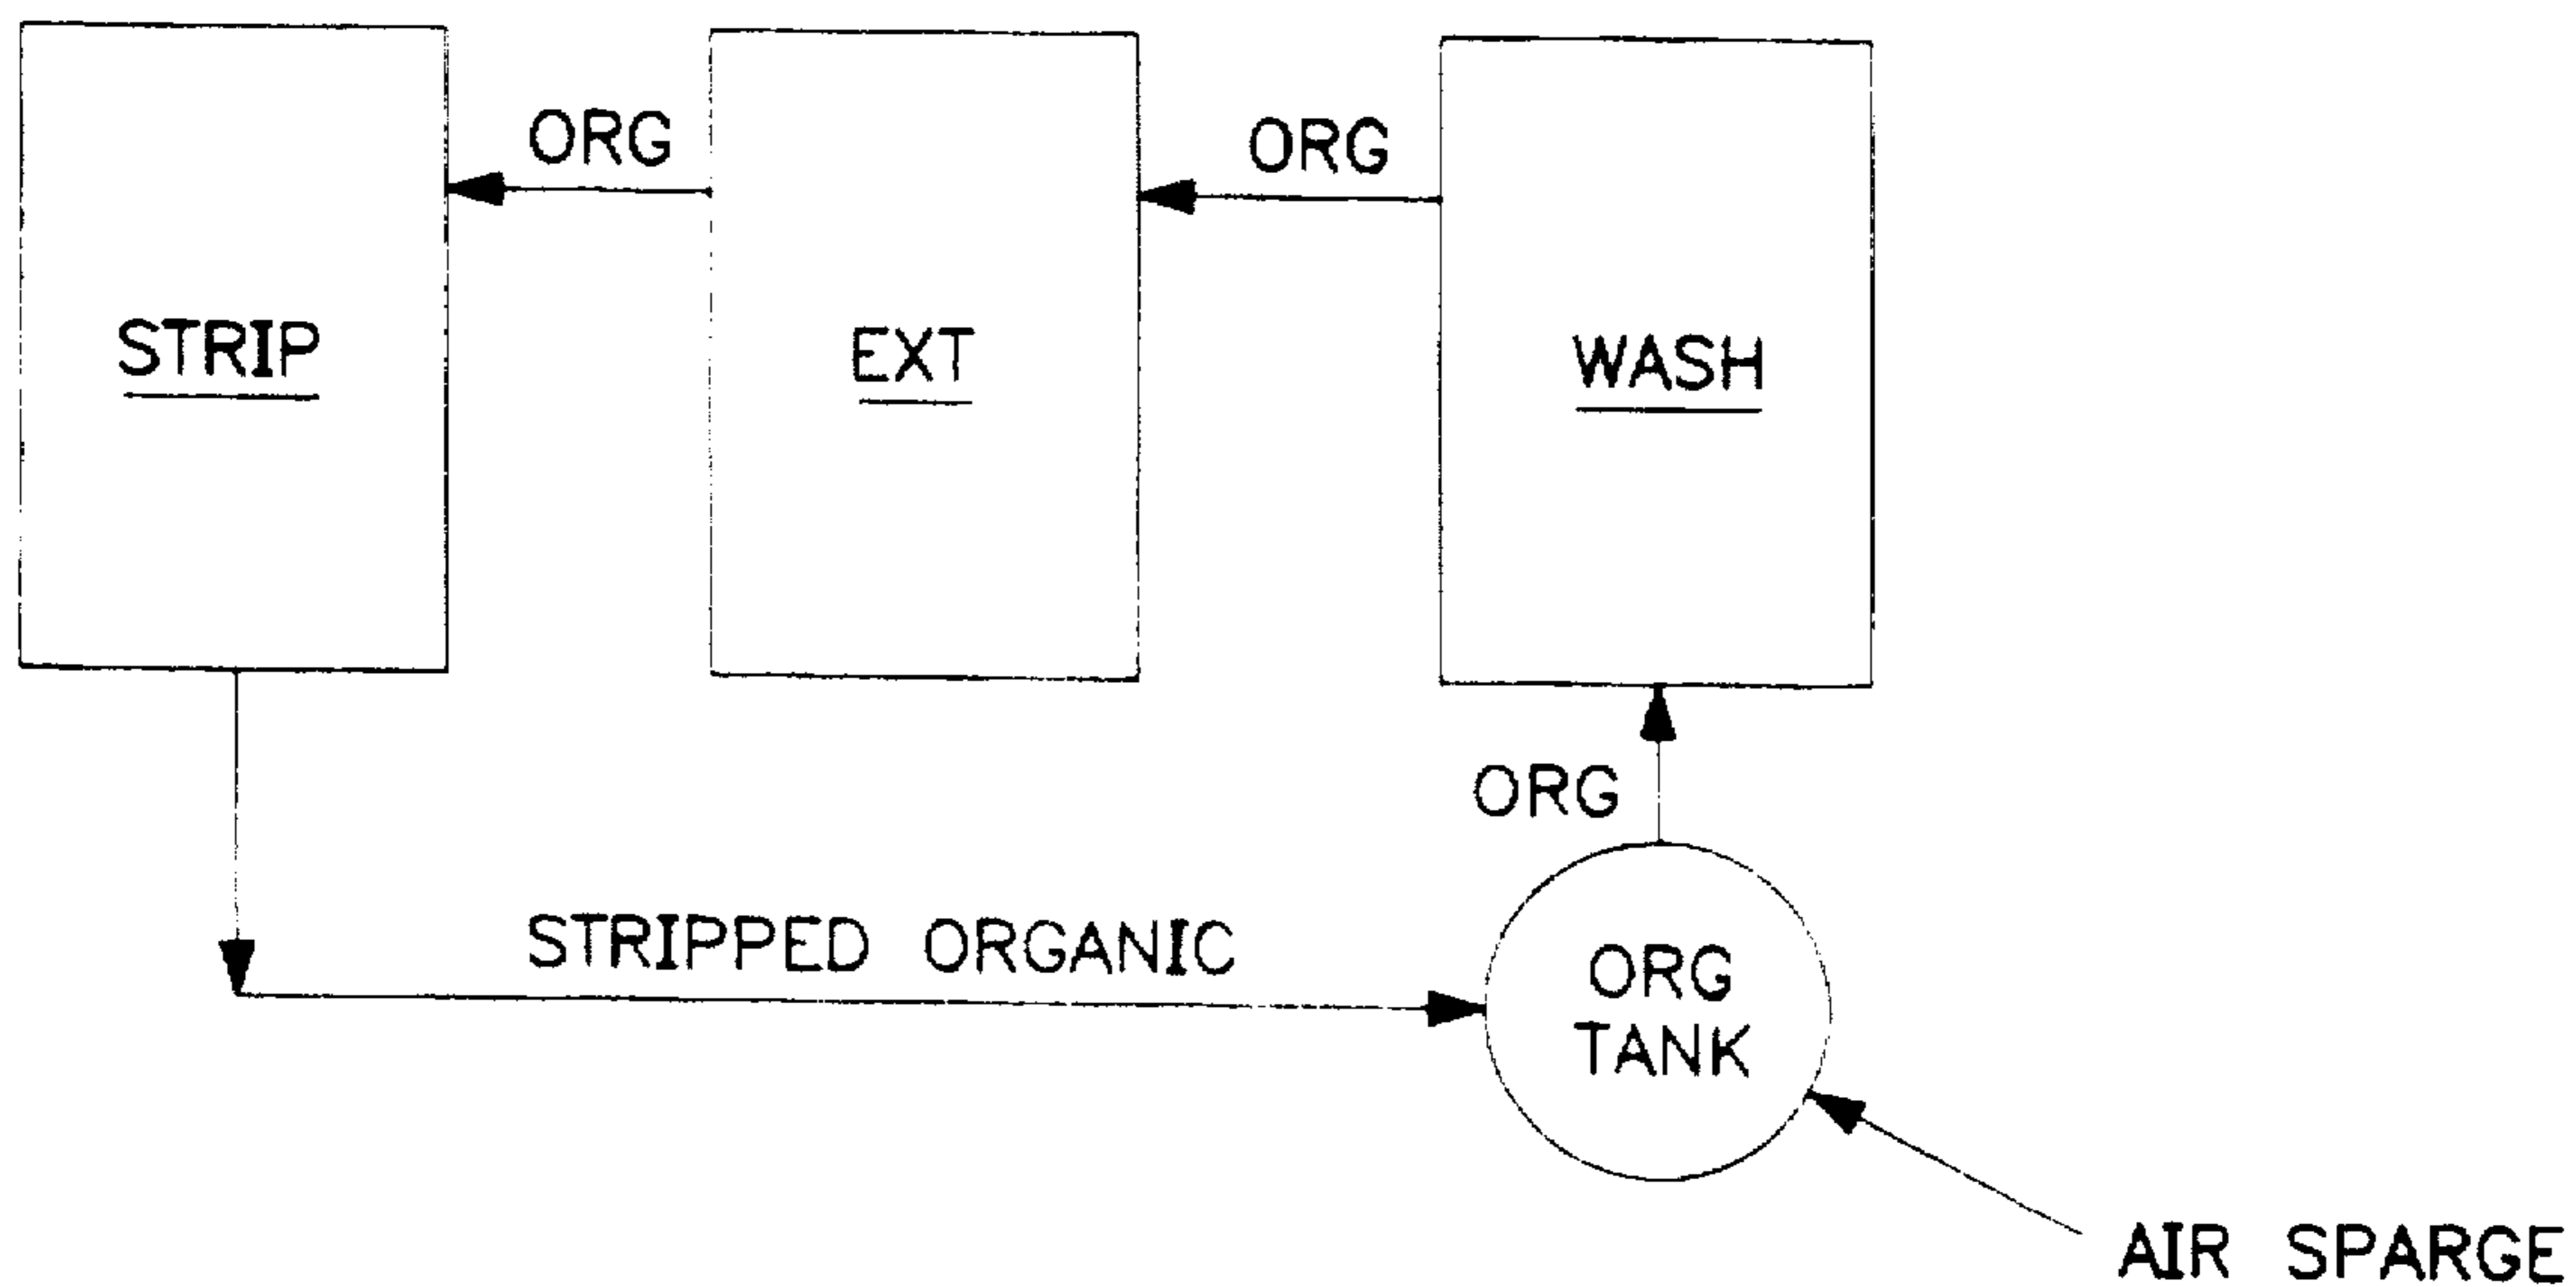 ORG
ORG
STRIP
EXT
WASH
ORG
STRIPPED ORGANIC
ORG
TANK
AIR SPARGE